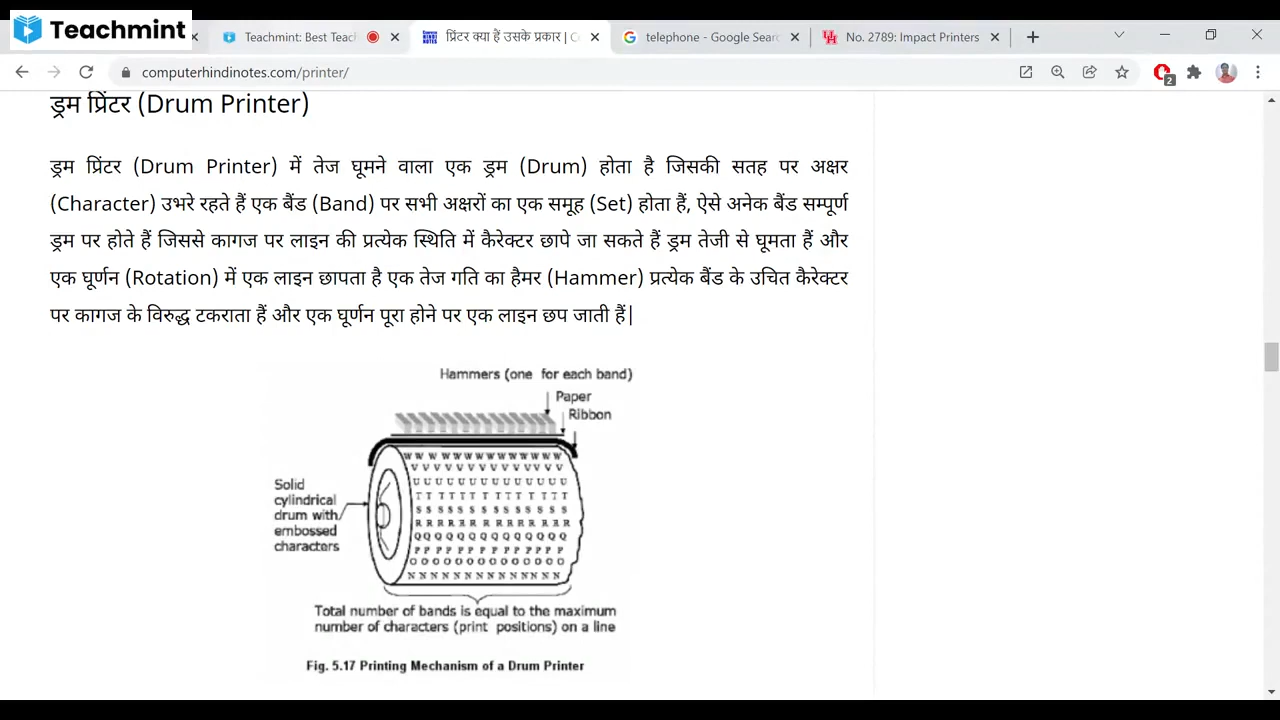 Teachmint
Teachmint: Best Teac
प्रिंटर क्या हैं उसके प्रकार | C
telephone - Google Sear
No. 2789: Impact Printers
computerhindinotes.com/printer/
2
ड्रम प्रिंटर (Drum Printer)
ड्रम प्रिंटर (Drum Printer) में तेज घूमने वाला एक ड्रम (Drum) होता है जिसकी सतह पर अक्षर
(Character) उभरे रहते हैं एक बैंड (Band) पर सभी अक्षरों का एक समूह (Set) होता हैं, ऐसे अनेक बैंड सम्पूर्ण
ड्रम पर होते हैं जिससे कागज पर लाइन की प्रत्येक स्थिति में कैरेक्टर छापे जा सकते हैं ड्रम तेजी से घूमता हैं और
एक घूर्णन (Rotation) में एक लाइन छापता है एक तेज गति का हैमर (Hammer) प्रत्येक बैंड के उचित कैरेक्टर
पर कागज के विरुद्ध टकराता हैं और एक घूर्णन पूरा होने पर एक लाइन छप जाती हैं|
Hammers (one for each band)
Paper
Ribbon
Solid
cylindrical
drum with
embossed
characters
W W W W W W W W W W W W W
V V V V V V V V V V V V V
U U U U U U U U U U U U U
T T T T T T T T T T T T T
S S S S S S S S S S S S S
R R R R R R R R R R R R R
Q Q Q Q Q Q Q Q Q Q Q Q Q
P P P P P P P P P P P P P
O O O O O O O O O O O O O
N N N N N N N N N N N N N
Total number of bands is equal to the maximum
number of characters (print positions) on a line
Fig. 5.17 Printing Mechanism of a Drum Printer